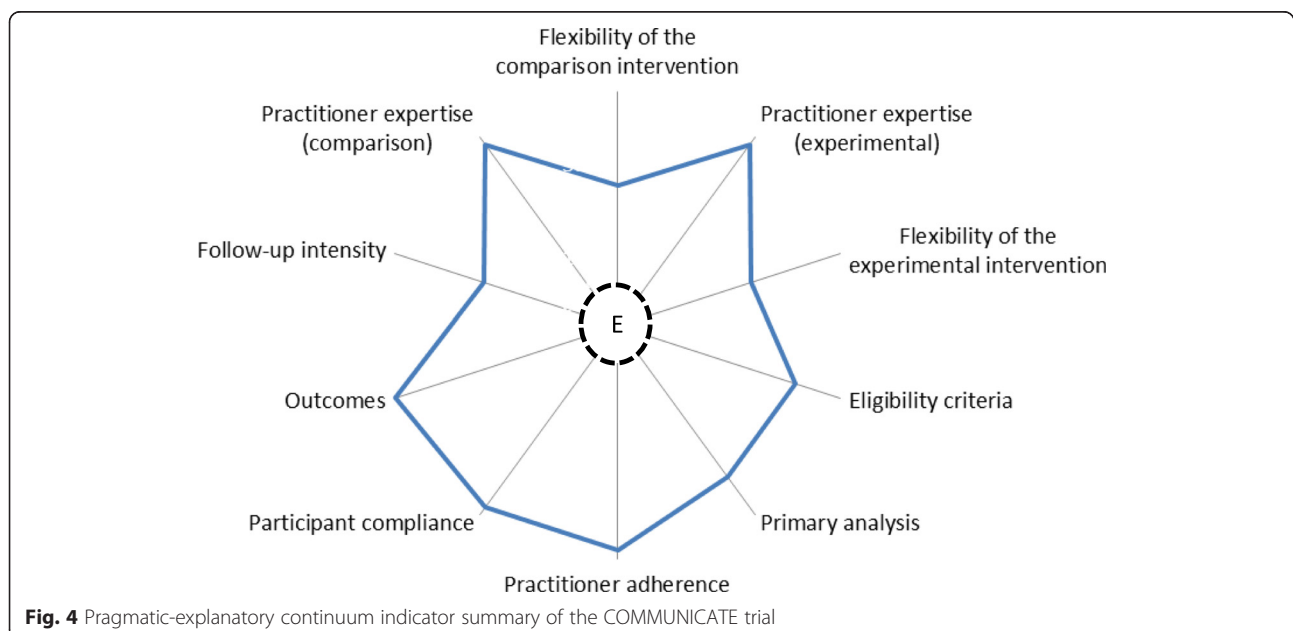 Flexibility of the
comparison intervention
Practitioner expertise
(comparison)
Practitioner expertise
(experimental)
Follow-up intensity
Flexibility of the
experimental intervention
E
Outcomes
Eligibility criteria
Participant compliance
Primary analysis
Practitioner adherence
Fig. 4 Pragmatic-explanatory continuum indicator summary of the COMMUNICATE trial